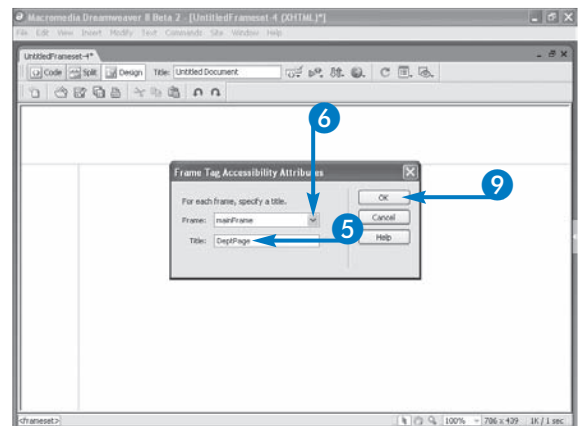 Macromedia Dreamweaver 8 Beta 2 - [UntitledFrameset-4 (XHTML)*]
File Edit View Insert Modify Text Commands Site Window Help
UntitledFrameset-4*
Code Split Design Title: Untitled Document
6
Frame Tag Accessibility Attributes
9
For each frame, specify a title.
OK
Frame: mainFrame
Cancel
5
Title: DeptPage
Help
<frameset>
100% 786 x 439 1K / 1 sec